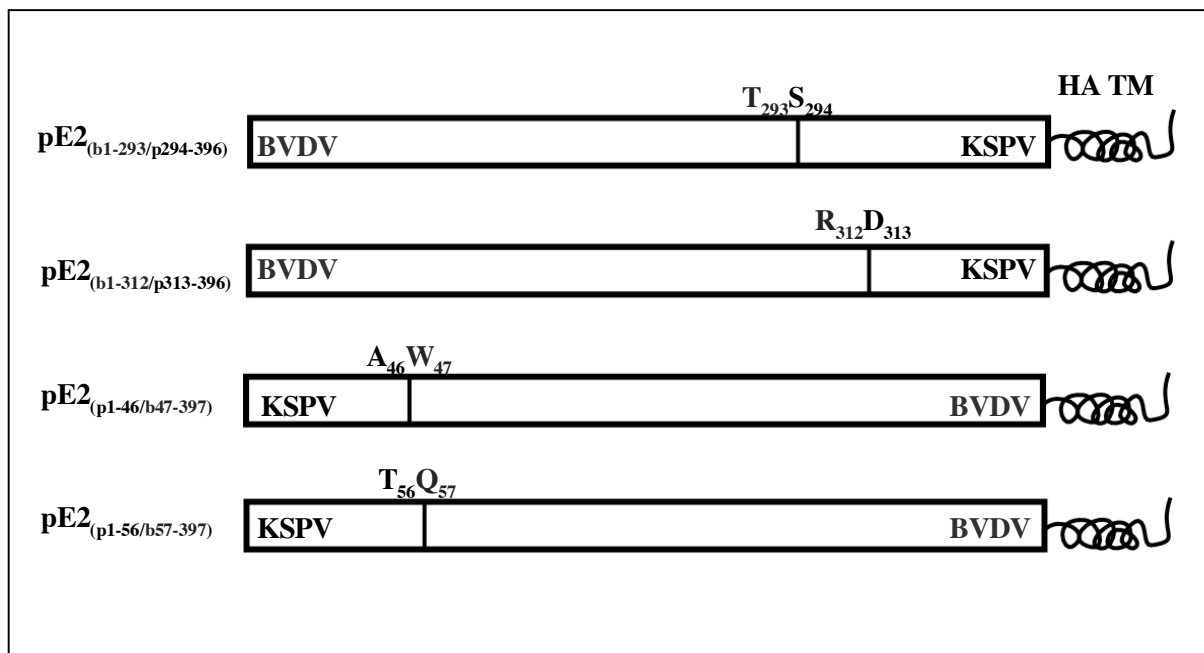 HA TM
T293S294
pE2(b1-293/p294-396) BVDV KSPV
R312D313
pE2(b1-312/p313-396) BVDV KSPV
A46W47
pE2(p1-46/b47-397) KSPV BVDV
T56Q57
pE2(p1-56/b57-397) KSPV BVDV